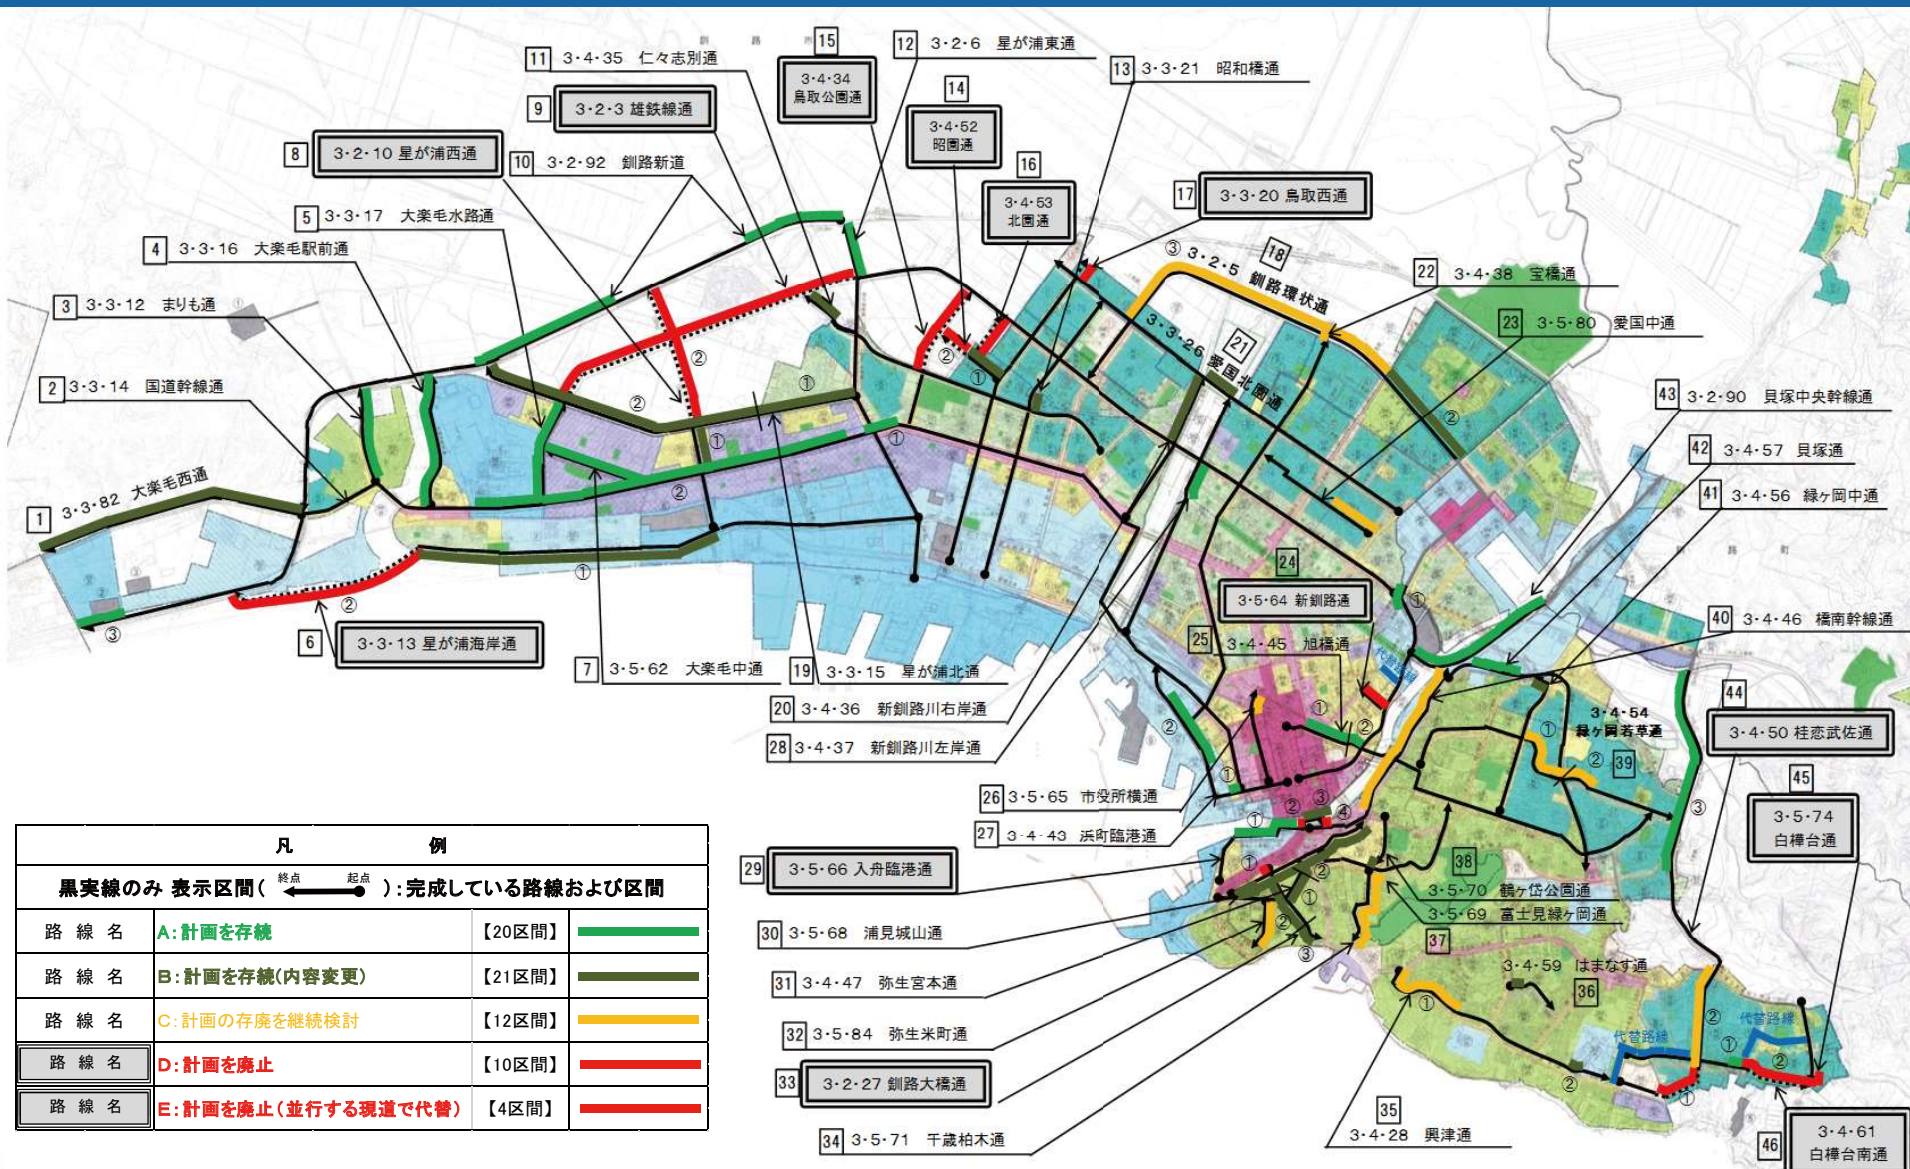 15
11 3・4・35 仁々志別通
12 3・2・6 星が浦東通
13 3・3・21 昭和橋通
3・4・34
鳥取公園通
9 3・2・3 雄鉄線通
14
3・4・52
昭園通
8 3・2・10 星が浦西通
10 3・2・92 釧路新道
16
3・4・53
北園通
17 3・3・20 鳥取西通
5 3・3・17 大楽毛水路通
4 3・3・16 大楽毛駅前通
③ 3・2・5 釧路環状通
18
22 3・4・38 宝橋通
3 3・3・12 まりも通
23 3・5・80 愛国中通
3・3・26 愛国北園通
21
2 3・3・14 国道幹線通
43 3・2・90 貝塚中央幹線通
42 3・4・57 貝塚通
41 3・4・56 緑ヶ岡中通
1 3・3・82 大楽毛西通
24
3・5・64 新釧路通
40 3・4・46 橋南幹線通
25 3・4・45 旭橋通
代替路線
6 3・3・13 星が浦海岸通
7 3・5・62 大楽毛中通
19 3・3・15 星が浦北通
20 3・4・36 新釧路川右岸通
28 3・4・37 新釧路川左岸通
44
3・4・50 桂恋武佐通
3・4・54
緑ヶ岡若草通
39
45
3・5・74
白樺台通
26 3・5・65 市役所横通
27 3・4・43 浜町臨港通
29 3・5・66 入舟臨港通
38
3・5・70 鶴ヶ岱公園通
3・5・69 富士見緑ヶ岡通
37
30 3・5・68 浦見城山通
3・4・59 はまなす通
36
31 3・4・47 弥生宮本通
32 3・5・84 弥生米町通
代替路線
代替路線
33 3・2・27 釧路大橋通
35
3・4・28 興津通
34 3・5・71 千歳柏木通
46
3・4・61
白樺台南通
凡 例
黒実線のみ 表示区間( 終点 起点 ):完成している路線および区間
路 線 名 A:計画を存続 【20区間】
路 線 名 B:計画を存続(内容変更) 【21区間】
路 線 名 C:計画の存廃を継続検討 【12区間】
路 線 名 D:計画を廃止 【10区間】
路 線 名 E:計画を廃止(並行する現道で代替) 【4区間】